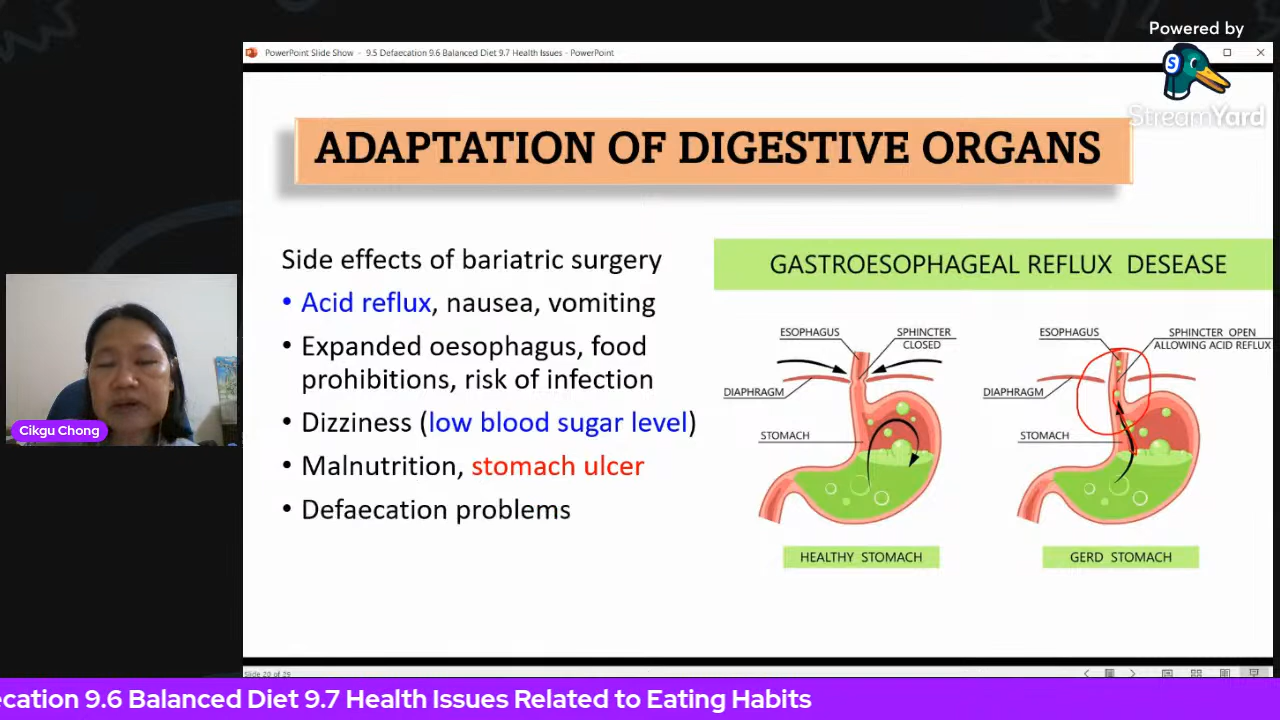 Powered by
StreamYard
PowerPoint Slide Show - 9.5 Defaecation 9.6 Balanced Diet 9.7 Health Issues - PowerPoint
ADAPTATION OF DIGESTIVE ORGANS
Side effects of bariatric surgery
• Acid reflux, nausea, vomiting
• Expanded oesophagus, food
prohibitions, risk of infection
• Dizziness (low blood sugar level)
• Malnutrition, stomach ulcer
• Defaecation problems
GASTROESOPHAGEAL REFLUX DESEASE
ESOPHAGUS
SPHINCTER
CLOSED
DIAPHRAGM
STOMACH
HEALTHY STOMACH
ESOPHAGUS
SPHINCTER OPEN
ALLOWING ACID REFLUX
DIAPHRAGM
STOMACH
GERD STOMACH
Cikgu Chong
Slide 20 of 29
ecation 9.6 Balanced Diet 9.7 Health Issues Related to Eating Habits